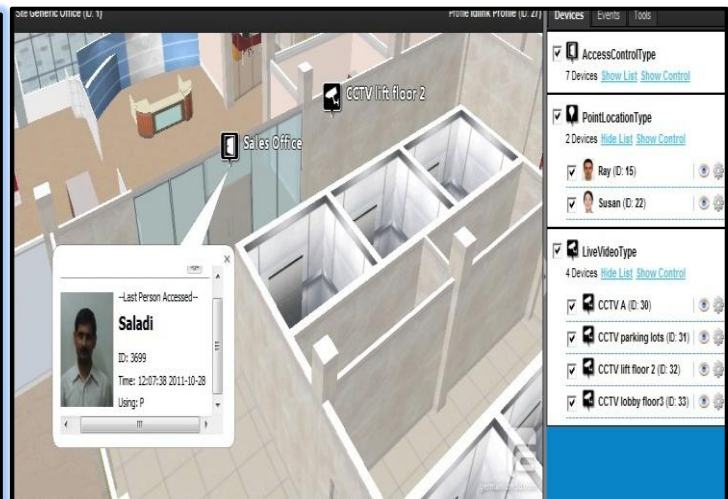 Site Generic Office (ID: 1)
Profile Idlink Profile (ID: 27)
CCTV lift floor 2
Sales Office
--Last Person Accessed--
Saladi
ID: 3699
Time: 12:07:38 2011-10-28
Using: P
Devices Events Tools
AccessControlType
7 Devices Show List Show Control
PointLocationType
2 Devices Hide List Show Control
Ray (ID: 15)
Susan (ID: 22)
LiveVideoType
4 Devices Hide List Show Control
CCTV A (ID: 30)
CCTV parking lots (ID: 31)
CCTV lift floor 2 (ID: 32)
CCTV lobby floor3 (ID: 33)